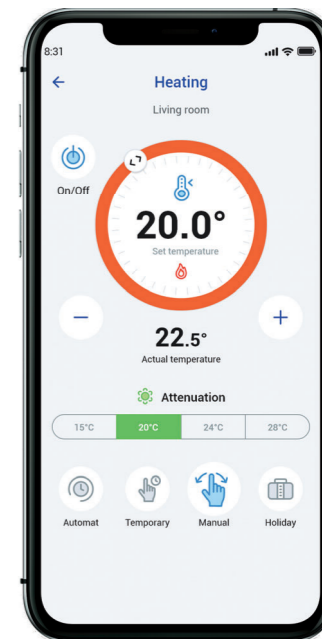 8:31
Heating
Living room
On/Off
20.0°
Set temperature
22.5°
Actual temperature
Attenuation
15°C 20°C 24°C 28°C
Automat Temporary Manual Holiday